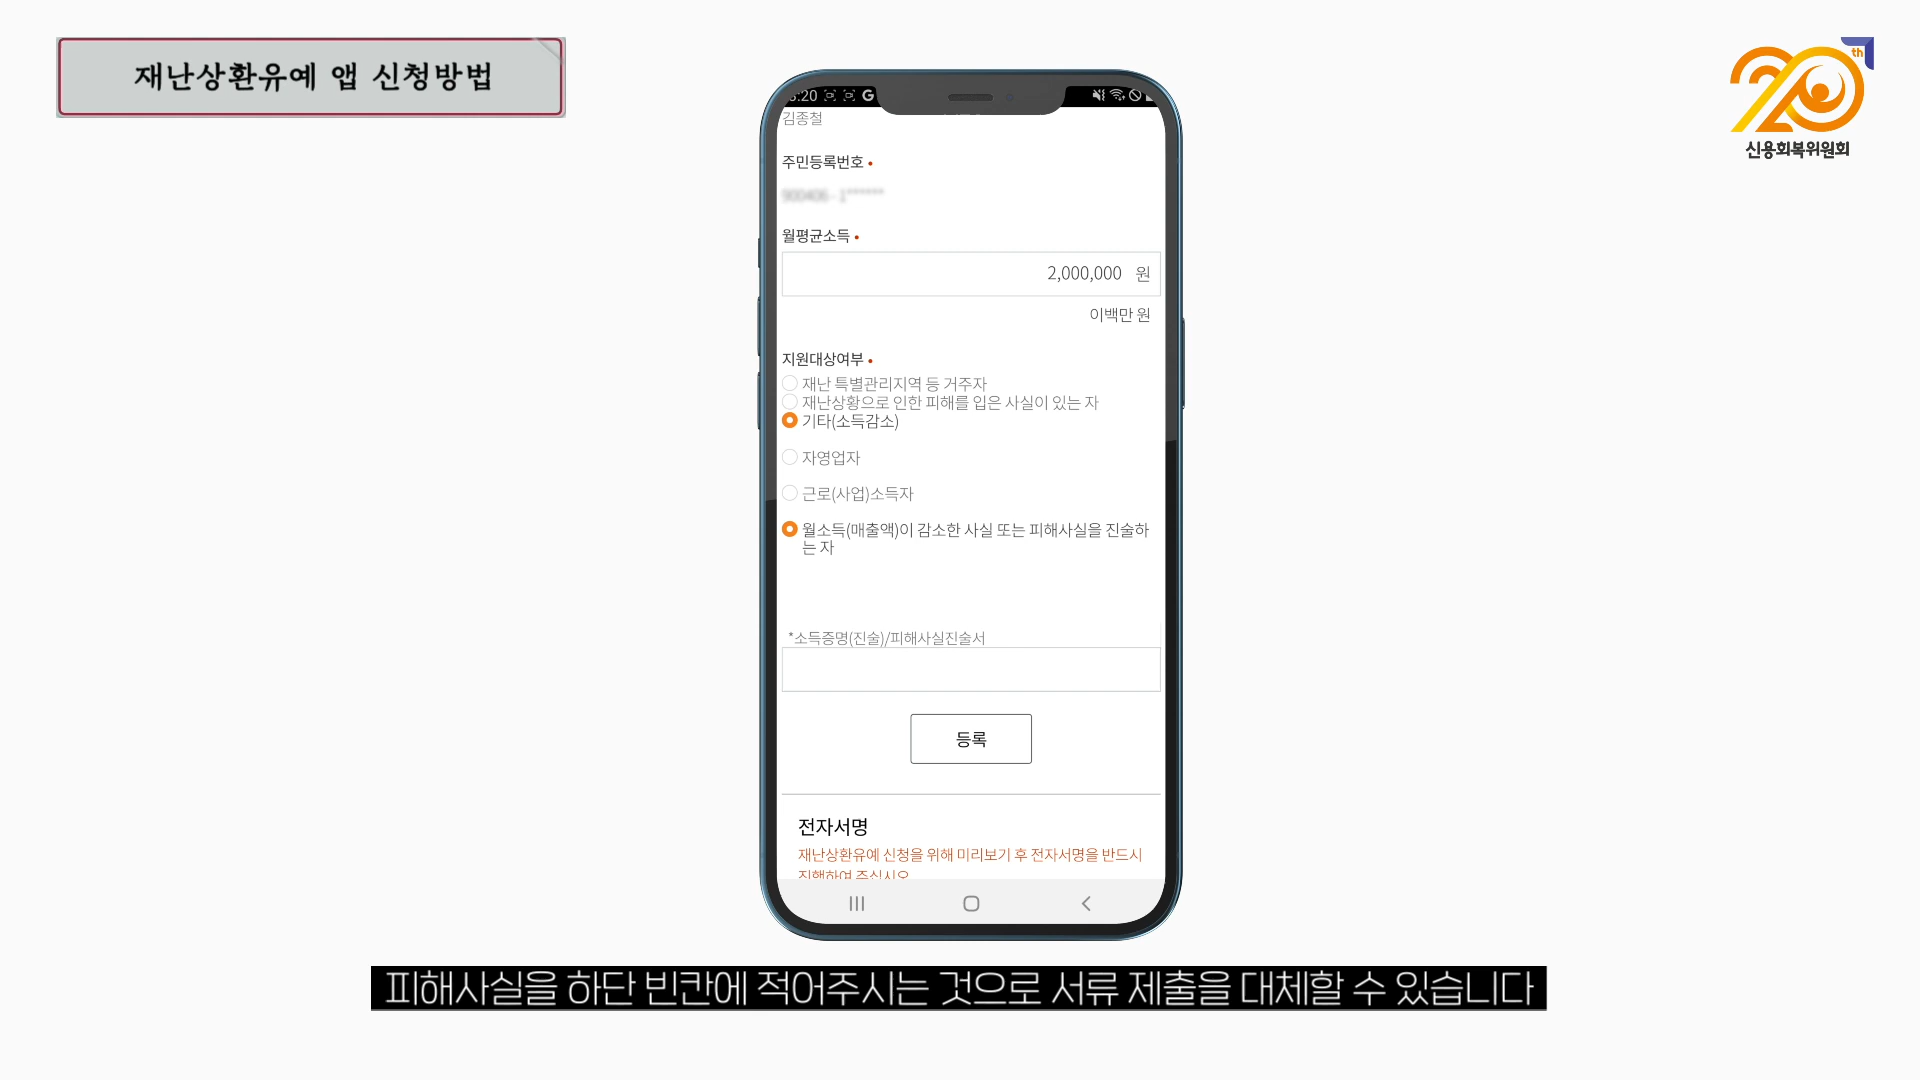 재난상환유예 앱 신청방법
20th
신용회복위원회
김종철
주민등록번호 •
월평균소득 •
2,000,000 원
이백만 원
지원대상여부 •
재난 특별관리지역 등 거주자
재난상황으로 인한 피해를 입은 사실이 있는 자
기타(소득감소)
자영업자
근로(사업)소득자
월소득(매출액)이 감소한 사실 또는 피해사실을 진술하
는 자
*소득증명(진술)/피해사실진술서
등록
전자서명
재난상환유예 신청을 위해 미리보기 후 전자서명을 반드시
진행하여 주십시오
피해사실을 하단 빈칸에 적어주시는 것으로 서류 제출을 대체할 수 있습니다